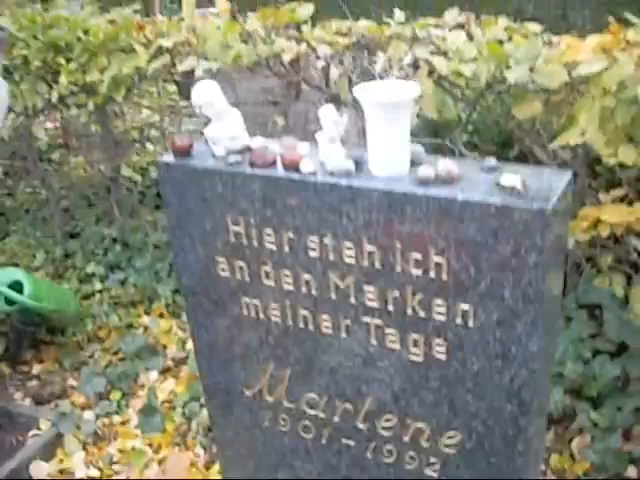 Hier steh ich
an den Marken
meiner Tage
Marlene
1901-1992